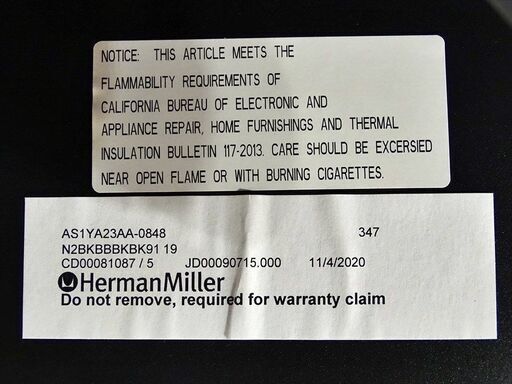 NOTICE: THIS ARTICLE MEETS THE
FLAMMABILITY REQUIREMENTS OF
CALIFORNIA BUREAU OF ELECTRONIC AND
APPLIANCE REPAIR, HOME FURNISHINGS AND THERMAL
INSULATION BULLETIN 117-2013. CARE SHOULD BE EXCERSIED
NEAR OPEN FLAME OR WITH BURNING CIGARETTES.
AS1YA23AA-0848 347
N2BKBBBKBK91 19
CD00081087 / 5 JD00090715.000 11/4/2020
HermanMiller
Do not remove, required for warranty claim